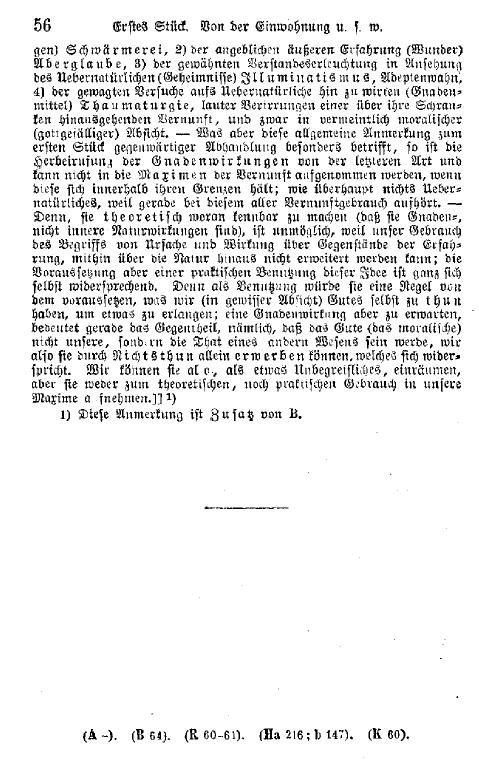 56 Erstes Stück. Von der Einwohnung u. s. w.
gen) Schwärmerei, 2) der angeblichen äußeren Erfahrung (Wunder)
Aberglaube, 3) der gewähnten Verstandeserleuchtung in Ansehung
des Uebernatürlichen (Geheimnisse) Illuminatismus, Adeptenwahn,
4) der gewagten Versuche aufs Uebernatürliche hin zu wirken (Gnaden-
mittel) Thaumaturgie, lauter Verirrungen einer über ihre Schran-
ken hinausgehenden Vernunft, und zwar in vermeintlich moralischer
(gottgefälliger) Absicht. — Was aber diese allgemeine Anmerkung zum
ersten Stück gegenwärtiger Abhandlung besonders betrifft, so ist die
Herbeirufung der Gnadenwirkungen von der letzteren Art und
kann nicht in die Maximen der Vernunft aufgenommen werden, wenn
diese sich innerhalb ihren Grenzen hält; wie überhaupt nichts Ueber-
natürliches, weil gerade bei diesem aller Vernunftgebrauch aufhört. —
Denn, sie theoretisch woran kennbar zu machen (daß sie Gnaden-,
nicht innere Naturwirkungen sind), ist unmöglich, weil unser Gebrauch
des Begriffs von Ursache und Wirkung über Gegenstände der Erfah-
rung, mithin über die Natur hinaus nicht erweitert werden kann; die
Voraussetzung aber einer praktischen Benutzung dieser Idee ist ganz sich
selbst widersprechend. Denn als Benutzung würde sie eine Regel von
dem voraussetzen, was wir (in gewisser Absicht) Gutes selbst zu thun
haben, um etwas zu erlangen; eine Gnadenwirkung aber zu erwarten,
bedeutet gerade das Gegentheil, nämlich, daß das Gute (das moralische)
nicht unsere, sondern die That eines andern Wesens sein werde, wir
also sie durch Nichtsthun allein erwerben können, welches sich wider-
spricht. Wir können sie al o, als etwas Unbegreifliches, einräumen,
aber sie weder zum theoretischen, noch praktischen Gebrauch in unsere
Maxime a fnehmen.]] 1)
1) Diese Anmerkung ist Zusatz von B.
(A -). (B 64). (R 60-61). (Ha 216; b 147). (K 60).